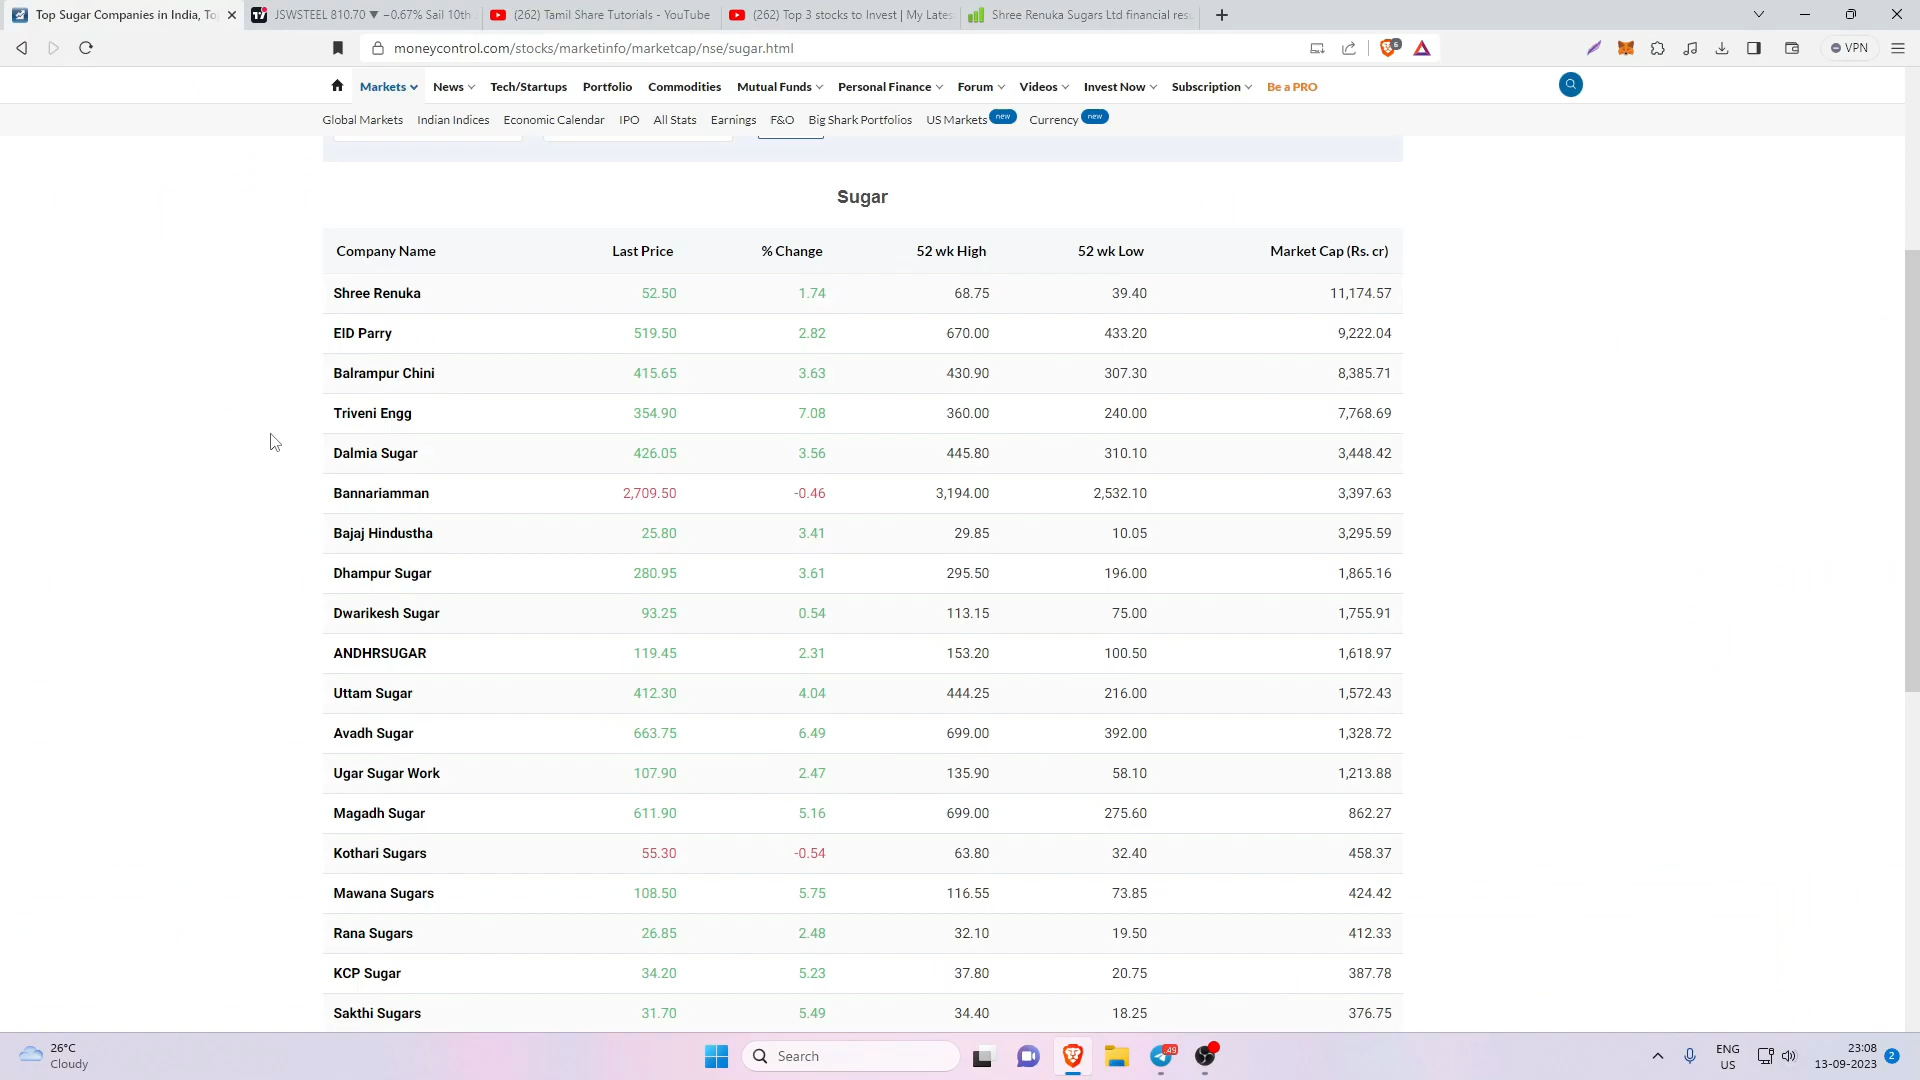 Top Sugar Companies in India, To
JSWSTEEL 810.70 ▼ −0.67% Sail 10th
(262) Tamil Share Tutorials - YouTube
(262) Top 3 stocks to Invest | My Lates
Shree Renuka Sugars Ltd financial resu
moneycontrol.com/stocks/marketinfo/marketcap/nse/sugar.html
6
VPN
Markets News Tech/Startups Portfolio Commodities Mutual Funds Personal Finance Forum Videos Invest Now Subscription Be a PRO
Global Markets Indian Indices Economic Calendar IPO All Stats Earnings F&O Big Shark Portfolios US Markets new Currency new
Sugar
Company Name Last Price % Change 52 wk High 52 wk Low Market Cap (Rs. cr)
Shree Renuka 52.50 1.74 68.75 39.40 11,174.57
EID Parry 519.50 2.82 670.00 433.20 9,222.04
Balrampur Chini 415.65 3.63 430.90 307.30 8,385.71
Triveni Engg 354.90 7.08 360.00 240.00 7,768.69
Dalmia Sugar 426.05 3.56 445.80 310.10 3,448.42
Bannariamman 2,709.50 -0.46 3,194.00 2,532.10 3,397.63
Bajaj Hindustha 25.80 3.41 29.85 10.05 3,295.59
Dhampur Sugar 280.95 3.61 295.50 196.00 1,865.16
Dwarikesh Sugar 93.25 0.54 113.15 75.00 1,755.91
ANDHRSUGAR 119.45 2.31 153.20 100.50 1,618.97
Uttam Sugar 412.30 4.04 444.25 216.00 1,572.43
Avadh Sugar 663.75 6.49 699.00 392.00 1,328.72
Ugar Sugar Work 107.90 2.47 135.90 58.10 1,213.88
Magadh Sugar 611.90 5.16 699.00 275.60 862.27
Kothari Sugars 55.30 -0.54 63.80 32.40 458.37
Mawana Sugars 108.50 5.75 116.55 73.85 424.42
Rana Sugars 26.85 2.48 32.10 19.50 412.33
KCP Sugar 34.20 5.23 37.80 20.75 387.78
Sakthi Sugars 31.70 5.49 34.40 18.25 376.75
26°C
Cloudy
Search
49
ENG
US
23:08
13-09-2023
2